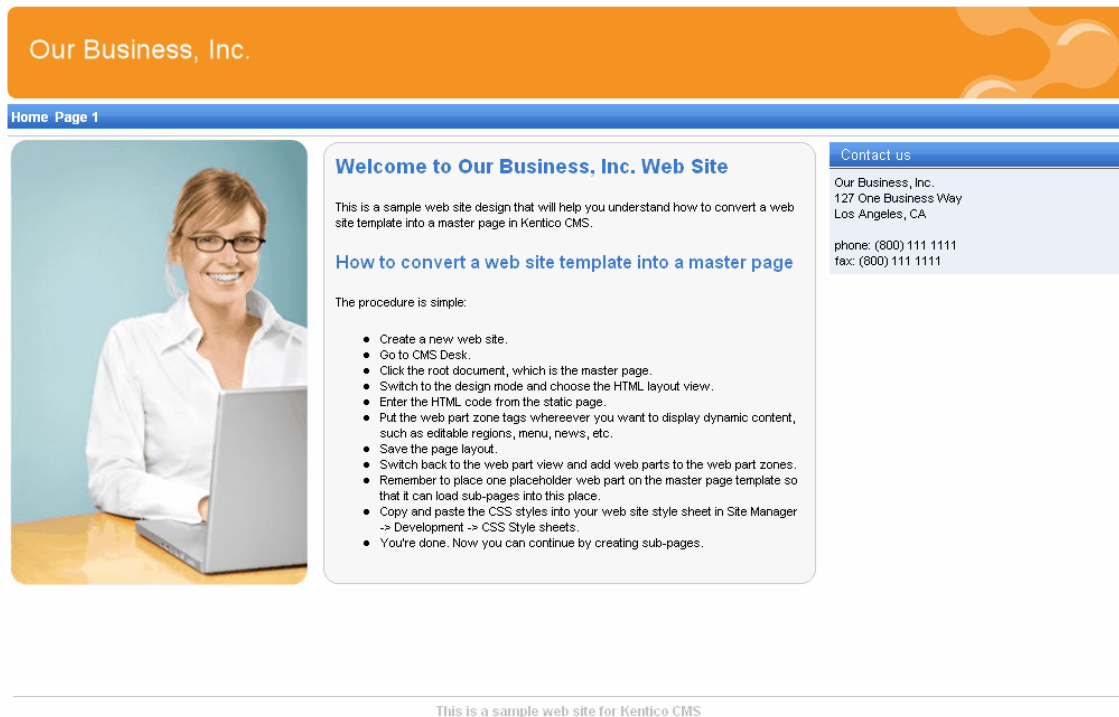 Our Business, Inc.
Home Page 1
Welcome to Our Business, Inc. Web Site
This is a sample web site design that will help you understand how to convert a web
site template into a master page in Kentico CMS.
How to convert a web site template into a master page
The procedure is simple:
● Create a new web site.
● Go to CMS Desk.
● Click the root document, which is the master page.
● Switch to the design mode and choose the HTML layout view.
● Enter the HTML code from the static page.
● Put the web part zone tags whereever you want to display dynamic content,
such as editable regions, menu, news, etc.
● Save the page layout.
● Switch back to the web part view and add web parts to the web part zones.
● Remember to place one placeholder web part on the master page template so
that it can load sub-pages into this place.
● Copy and paste the CSS styles into your web site style sheet in Site Manager
-> Development -> CSS Style sheets.
● You're done. Now you can continue by creating sub-pages.
Contact us
Our Business, Inc.
127 One Business Way
Los Angeles, CA
phone: (800) 111 1111
fax: (800) 111 1111
This is a sample web site for Kentico CMS